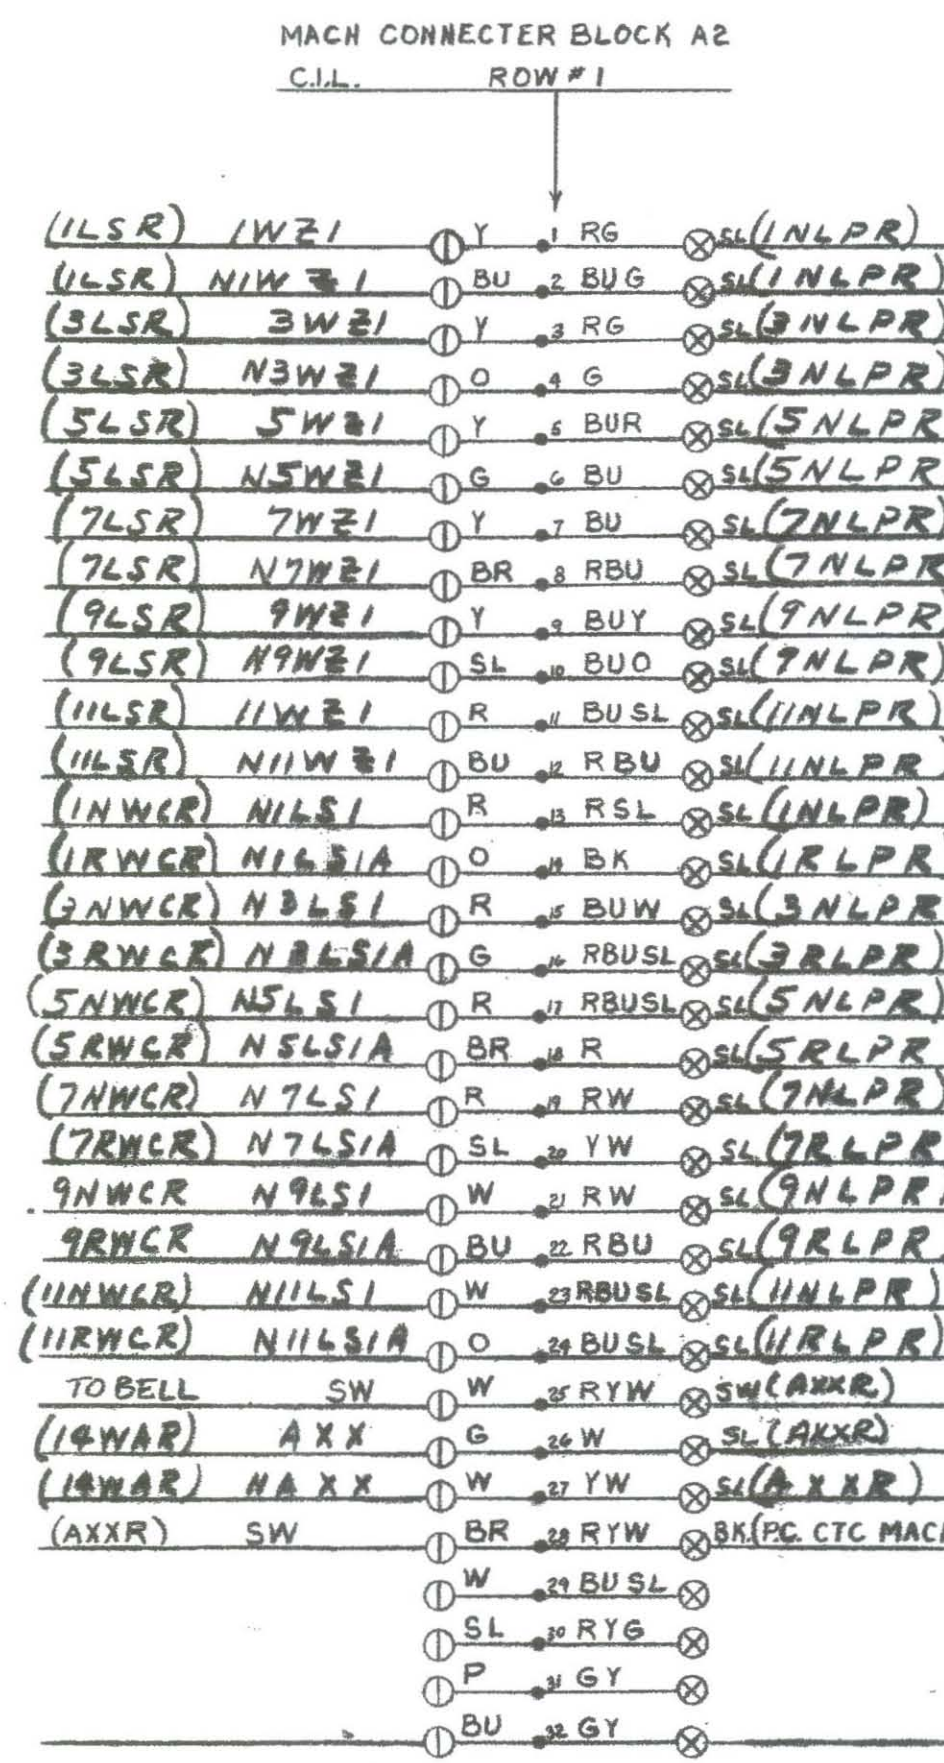 MACH CONNECTER BLOCK A2
C.I.L. ROW # 1
(1LSR) 1WZ1 Y 1 RG SL(1NLPR)
(1LSR) N1WZ1 BU 2 BUG SL(1NLPR)
(3LSR) 3WZ1 Y 3 RG SL(3NLPR)
(3LSR) N3WZ1 O 4 G SL(3NLPR)
(5LSR) 5WZ1 Y 5 BUR SL(5NLPR
(5LSR) N5WZ1 G 6 BU SL(5NLPR
(7LSR) 7WZ1 Y 7 BU SL(7NLPR)
(7LSR) N7WZ1 BR 8 RBU SL(7NLPR
(9LSR) 9WZ1 Y 9 BUY SL(9NLPR
(9LSR) N9WZ1 SL 10 BUO SL(9NLPR)
(11LSR) 11WZ1 R 11 BUSL SL(11NLPR)
(11LSR) N11WZ1 BU 12 RBU SL(11NLPR)
(1NWCR) N1LS1 R 13 RSL SL(1NLPR)
(1RWCR) N1LS1A O 14 BK SL(1RLPR
(3NWCR) N3LS1 R 15 BUW SL(3NLPR
(3RWCR) N3LS1A G 16 RBUSL SL(3RLPR)
(5NWCR) N5LS1 R 17 RBUSL SL(5NLPR)
(5RWCR) N5LS1A BR 18 R SL(5RLPR
(7NWCR) N7LS1 R 19 RW SL(7NLPR)
(7RWCR) N7LS1A SL 20 YW SL(7RLPR
9NWCR N9LS1 W 21 RW SL(9NLPR
9RWCR N9LS1A BU 22 RBU SL(9RLPR
(11NWCR) N11LS1 W 23 RBUSL SL(11NLPR)
(11RWCR) N11LS1A O 24 BUSL SL(11RLPR)
TO BELL SW W 25 RYW SW(AXXR)
(14WAR) AXX G 26 W SL(AXXR)
(14WAR) NAXX W 27 YW SL(AXXR)
(AXXR) SW BR 28 RYW BK(P.C. CTC MACH
W 29 BUSL
SL 30 RYG
P 31 GY
BU 32 GY